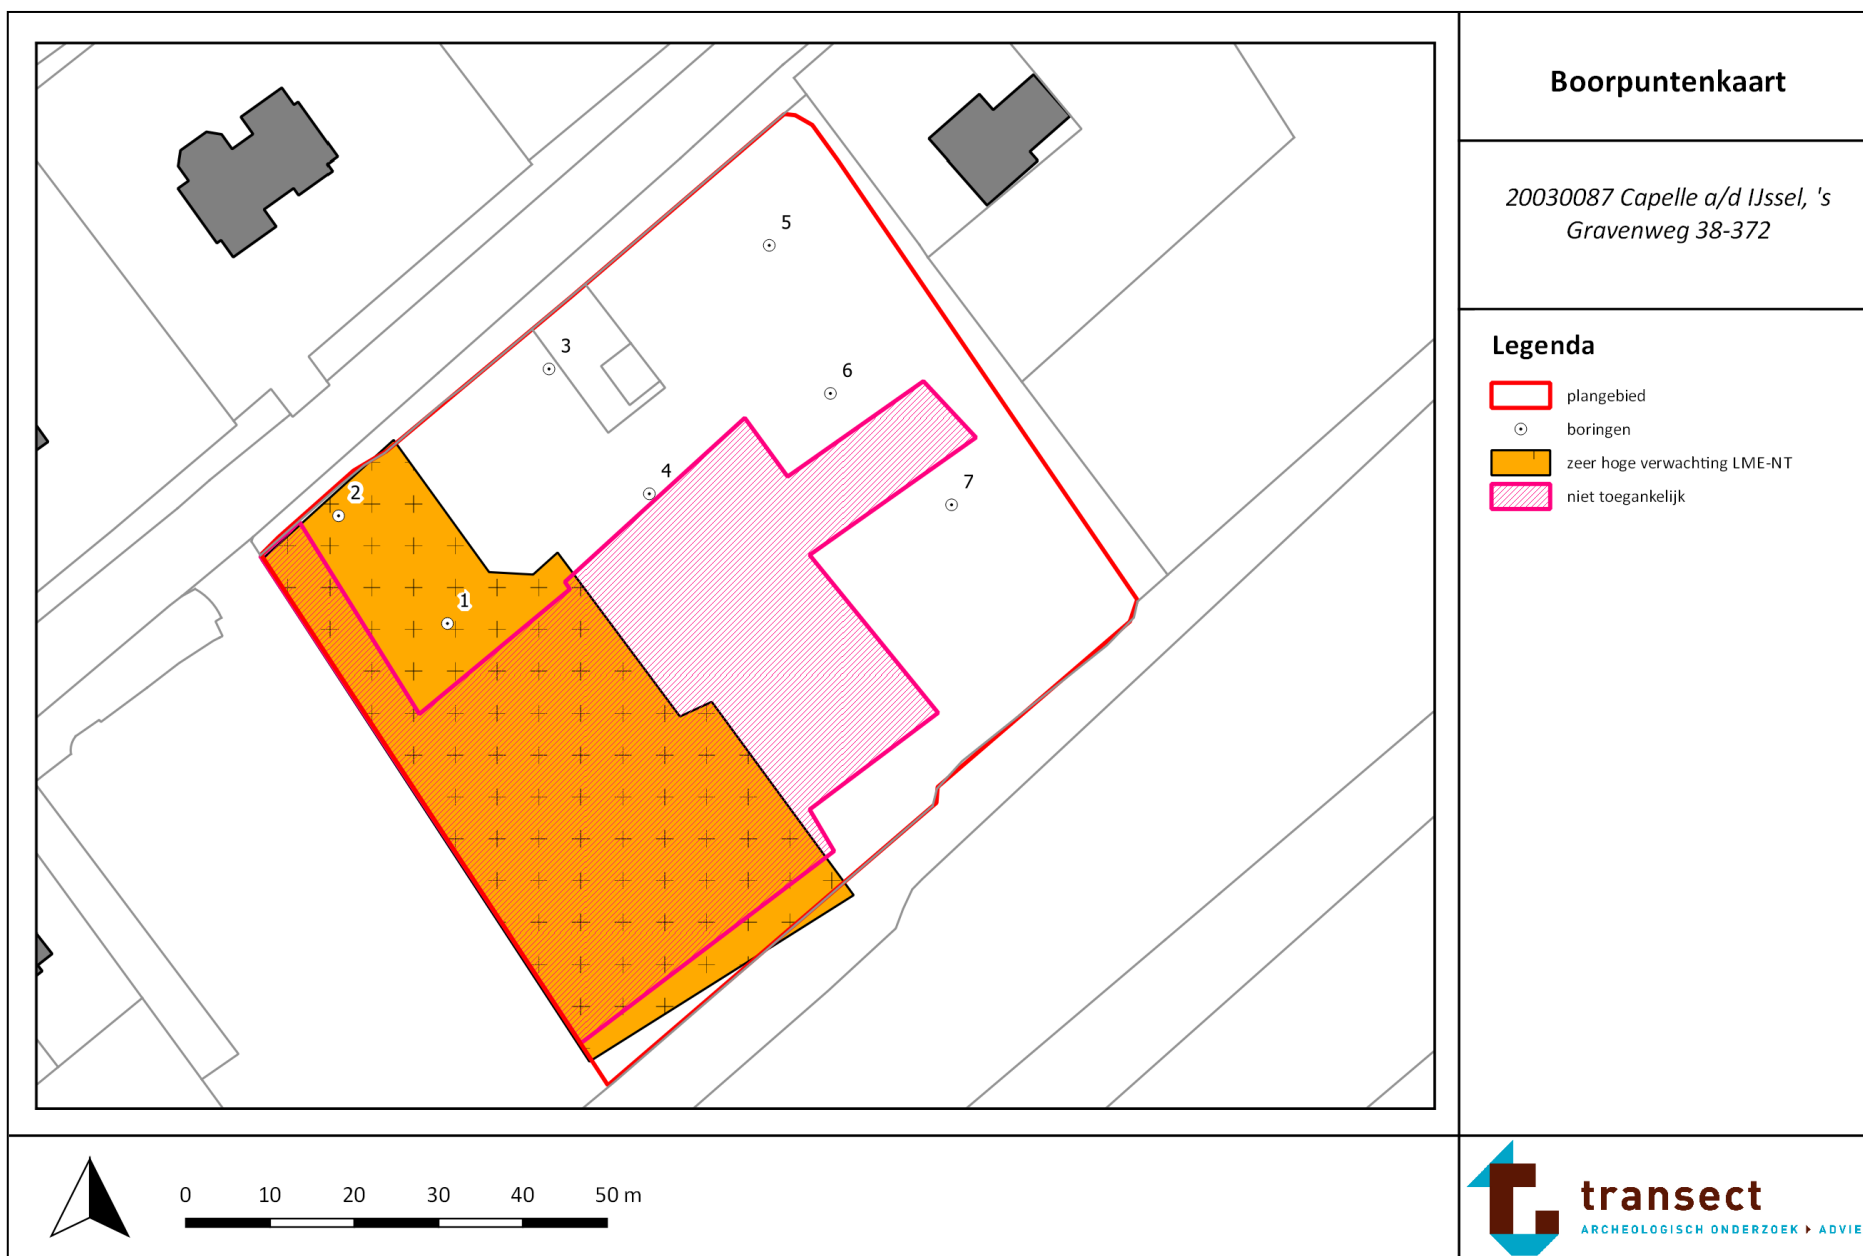 Boorpuntenkaart
20030087 Capelle a/d IJssel, 's
Gravenweg 38-372
Legenda
plangebied
boringen
zeer hoge verwachting LME-NT
niet toegankelijk
5
3
6
4
7
2
1
0 10 20 30 40 50 m
transect
ARCHEOLOGISCH ONDERZOEK ADVIE